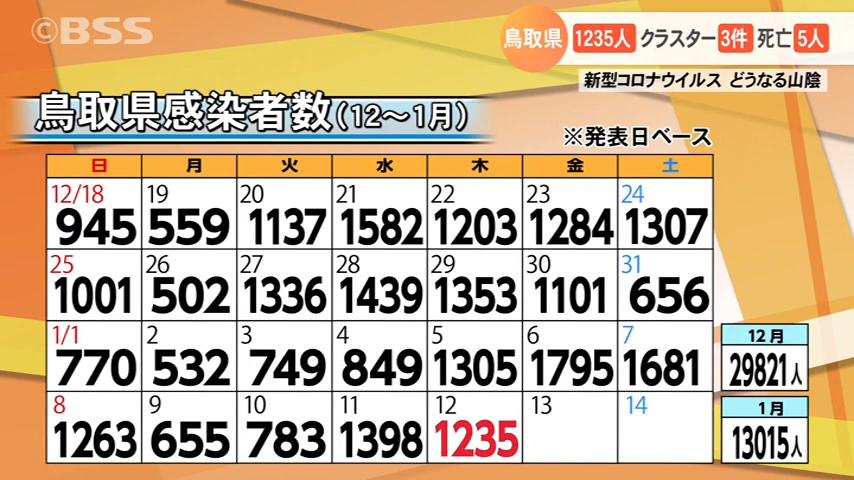 ©BSS
鳥取県 1235人 クラスター 3件 死亡 5人
新型コロナウイルス どうなる山陰
鳥取県感染者数(12〜1月)
※発表日ベース
日 月 火 水 木 金 土
12/18 19 20 21 22 23 24
945 559 1137 1582 1203 1284 1307
25 26 27 28 29 30 31
1001 502 1336 1439 1353 1101 656
1/1 2 3 4 5 6 7
770 532 749 849 1305 1795 1681
8 9 10 11 12 13 14
1263 655 783 1398 1235
12月
29821人
1月
13015人